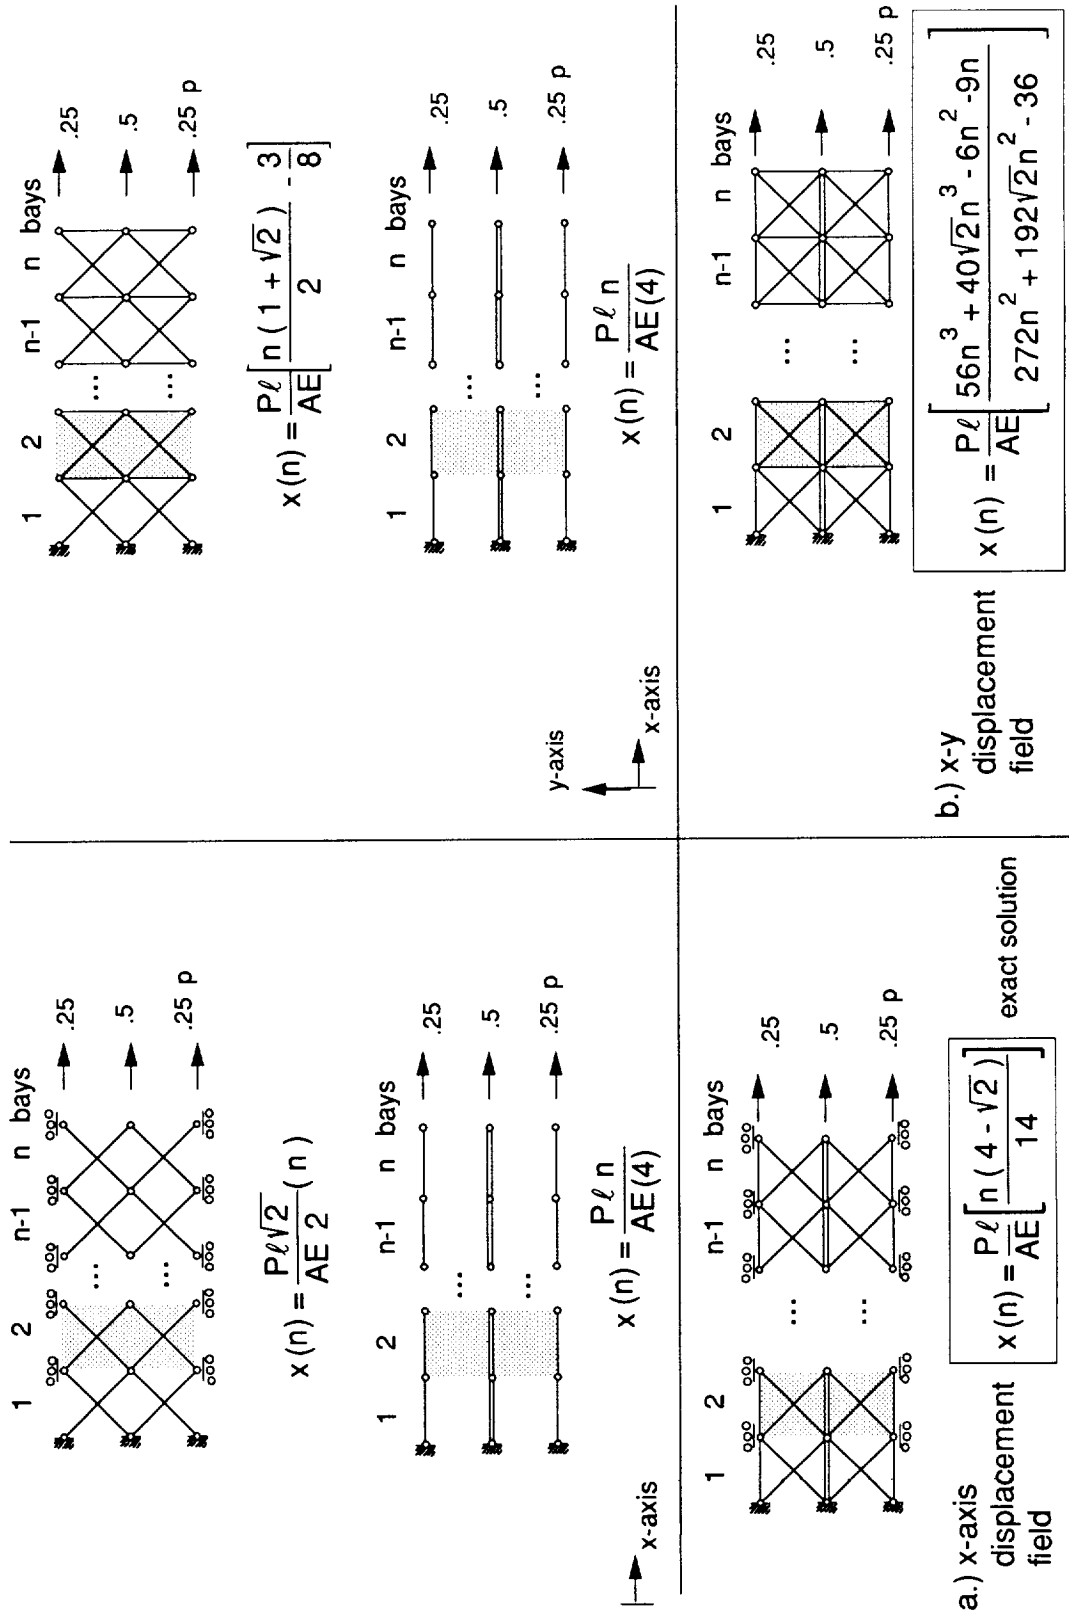 1 2 n-1 n bays
... ...
.25
.5
.25 p
x (n) = Pℓ√2 / AE 2 (n)
1 2 n-1 n bays
... ...
.25
.5
.25 p
x (n) = Pℓ n / AE (4)
x-axis
1 2 n-1 n bays
... ...
.25
.5
.25 p
a.) x-axis
displacement
field
x (n) = Pℓ / AE [ n ( 4 - √2 ) / 14 ]
exact solution
1 2 n-1 n bays
... ...
.25
.5
.25 p
x (n) = Pℓ / AE [ n ( 1 + √2 ) / 2 - 3 / 8 ]
1 2 n-1 n bays
... ...
.25
.5
.25 p
x (n) = Pℓ n / AE (4)
y-axis
x-axis
1 2 n-1 n bays
... ...
.25
.5
.25 p
b.) x-y
displacement
field
x (n) = Pℓ / AE [ 56n³ + 40√2n³ - 6n² -9n / 272n² + 192√2n² - 36 ]